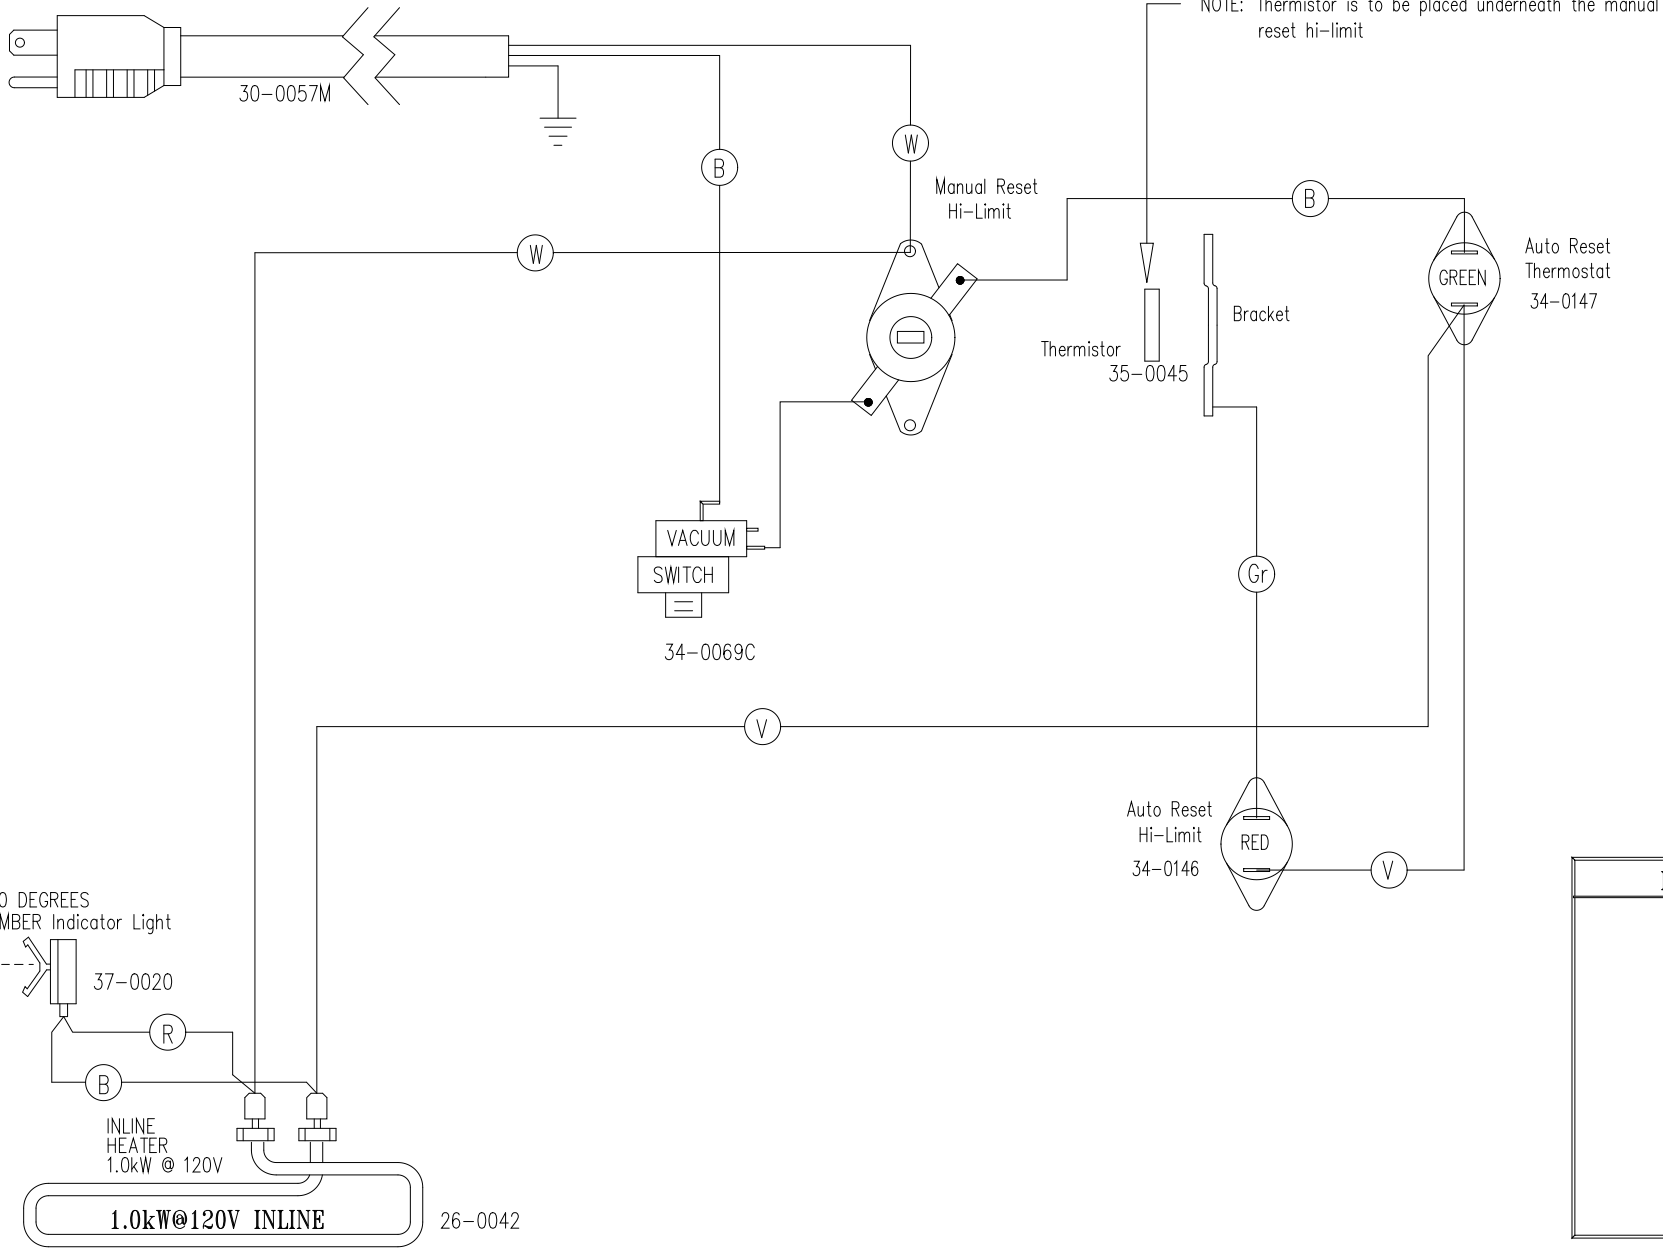 NOTE: Thermistor is to be placed underneath the manual
reset hi-limit
30-0057M
W
B
Manual Reset
Hi-Limit
B
W
Auto Reset
Thermostat
34-0147
GREEN
Bracket
Thermistor
35-0045
VACUUM
SWITCH
Gr
34-0069C
V
Auto Reset
Hi-Limit
34-0146
RED
V
DEGREES
Indicator Light
37-0020
R
B
INLINE
HEATER
1.0kW @ 120V
1.0kW@120V INLINE
26-0042